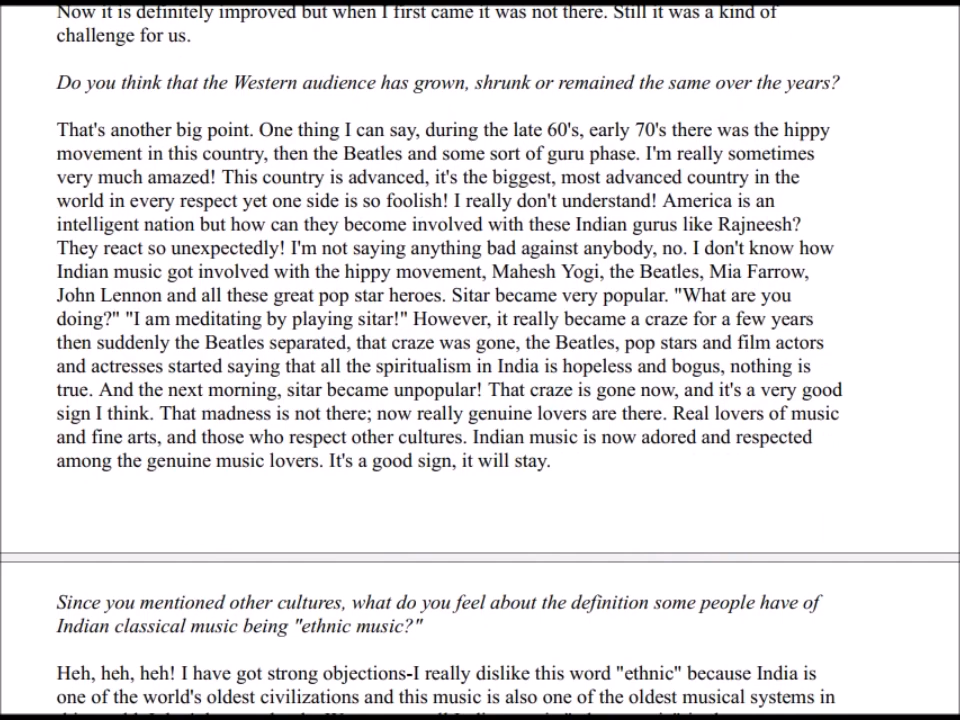 Now it is definitely improved but when I first came it was not there. Still it was a kind of
challenge for us.
Do you think that the Western audience has grown, shrunk or remained the same over the years?
That's another big point. One thing I can say, during the late 60's, early 70's there was the hippy
movement in this country, then the Beatles and some sort of guru phase. I'm really sometimes
very much amazed! This country is advanced, it's the biggest, most advanced country in the
world in every respect yet one side is so foolish! I really don't understand! America is an
intelligent nation but how can they become involved with these Indian gurus like Rajneesh?
They react so unexpectedly! I'm not saying anything bad against anybody, no. I don't know how
Indian music got involved with the hippy movement, Mahesh Yogi, the Beatles, Mia Farrow,
John Lennon and all these great pop star heroes. Sitar became very popular. "What are you
doing?" "I am meditating by playing sitar!" However, it really became a craze for a few years
then suddenly the Beatles separated, that craze was gone, the Beatles, pop stars and film actors
and actresses started saying that all the spiritualism in India is hopeless and bogus, nothing is
true. And the next morning, sitar became unpopular! That craze is gone now, and it's a very good
sign I think. That madness is not there; now really genuine lovers are there. Real lovers of music
and fine arts, and those who respect other cultures. Indian music is now adored and respected
among the genuine music lovers. It's a good sign, it will stay.
Since you mentioned other cultures, what do you feel about the definition some people have of
Indian classical music being "ethnic music?"
Heh, heh, heh! I have got strong objections-I really dislike this word "ethnic" because India is
one of the world's oldest civilizations and this music is also one of the oldest musical systems in